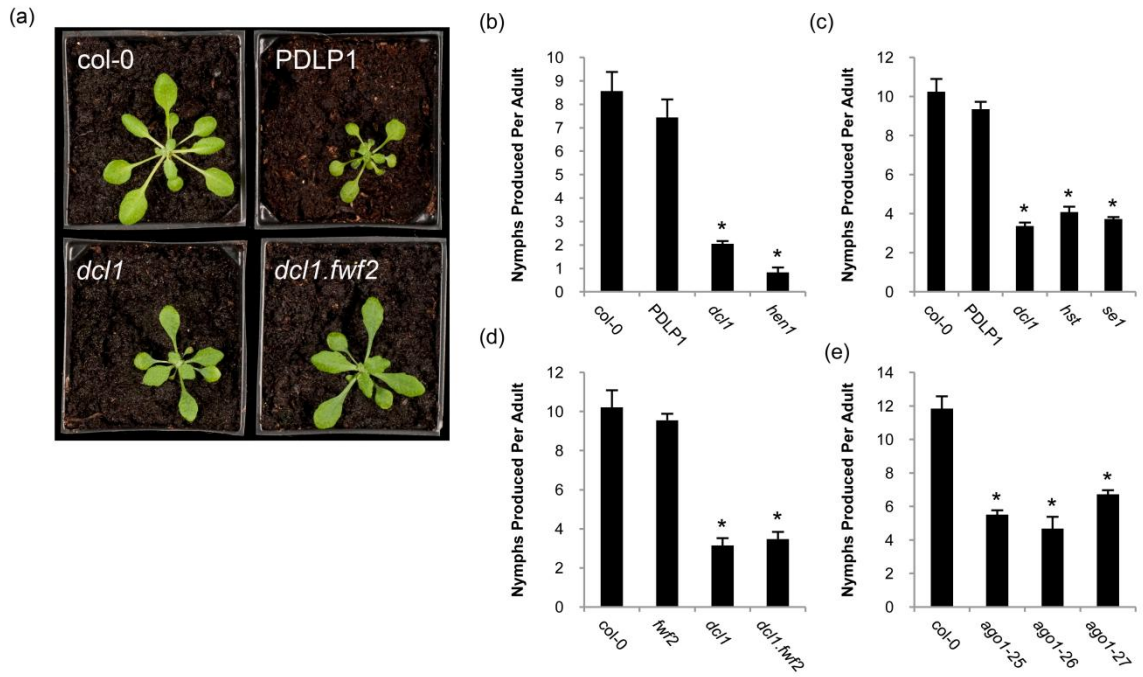 (a)
col-0
PDLP1
dcl1
dcl1.fwf2
(b)
Nymphs Produced Per Adult
10
9
8
7
6
5
4
3
2
1
0
*
*
col-0
PDLP1
dcl1
hen1
(c)
Nymphs Produced Per Adult
12
10
8
6
4
2
0
*
*
*
col-0
PDLP1
dcl1
hst
se1
(d)
Nymphs Produced Per Adult
12
10
8
6
4
2
0
*
*
col-0
fwf2
dcl1
dcl1.fwf2
(e)
Nymphs Produced Per Adult
14
12
10
8
6
4
2
0
*
*
*
col-0
ago1-25
ago1-26
ago1-27